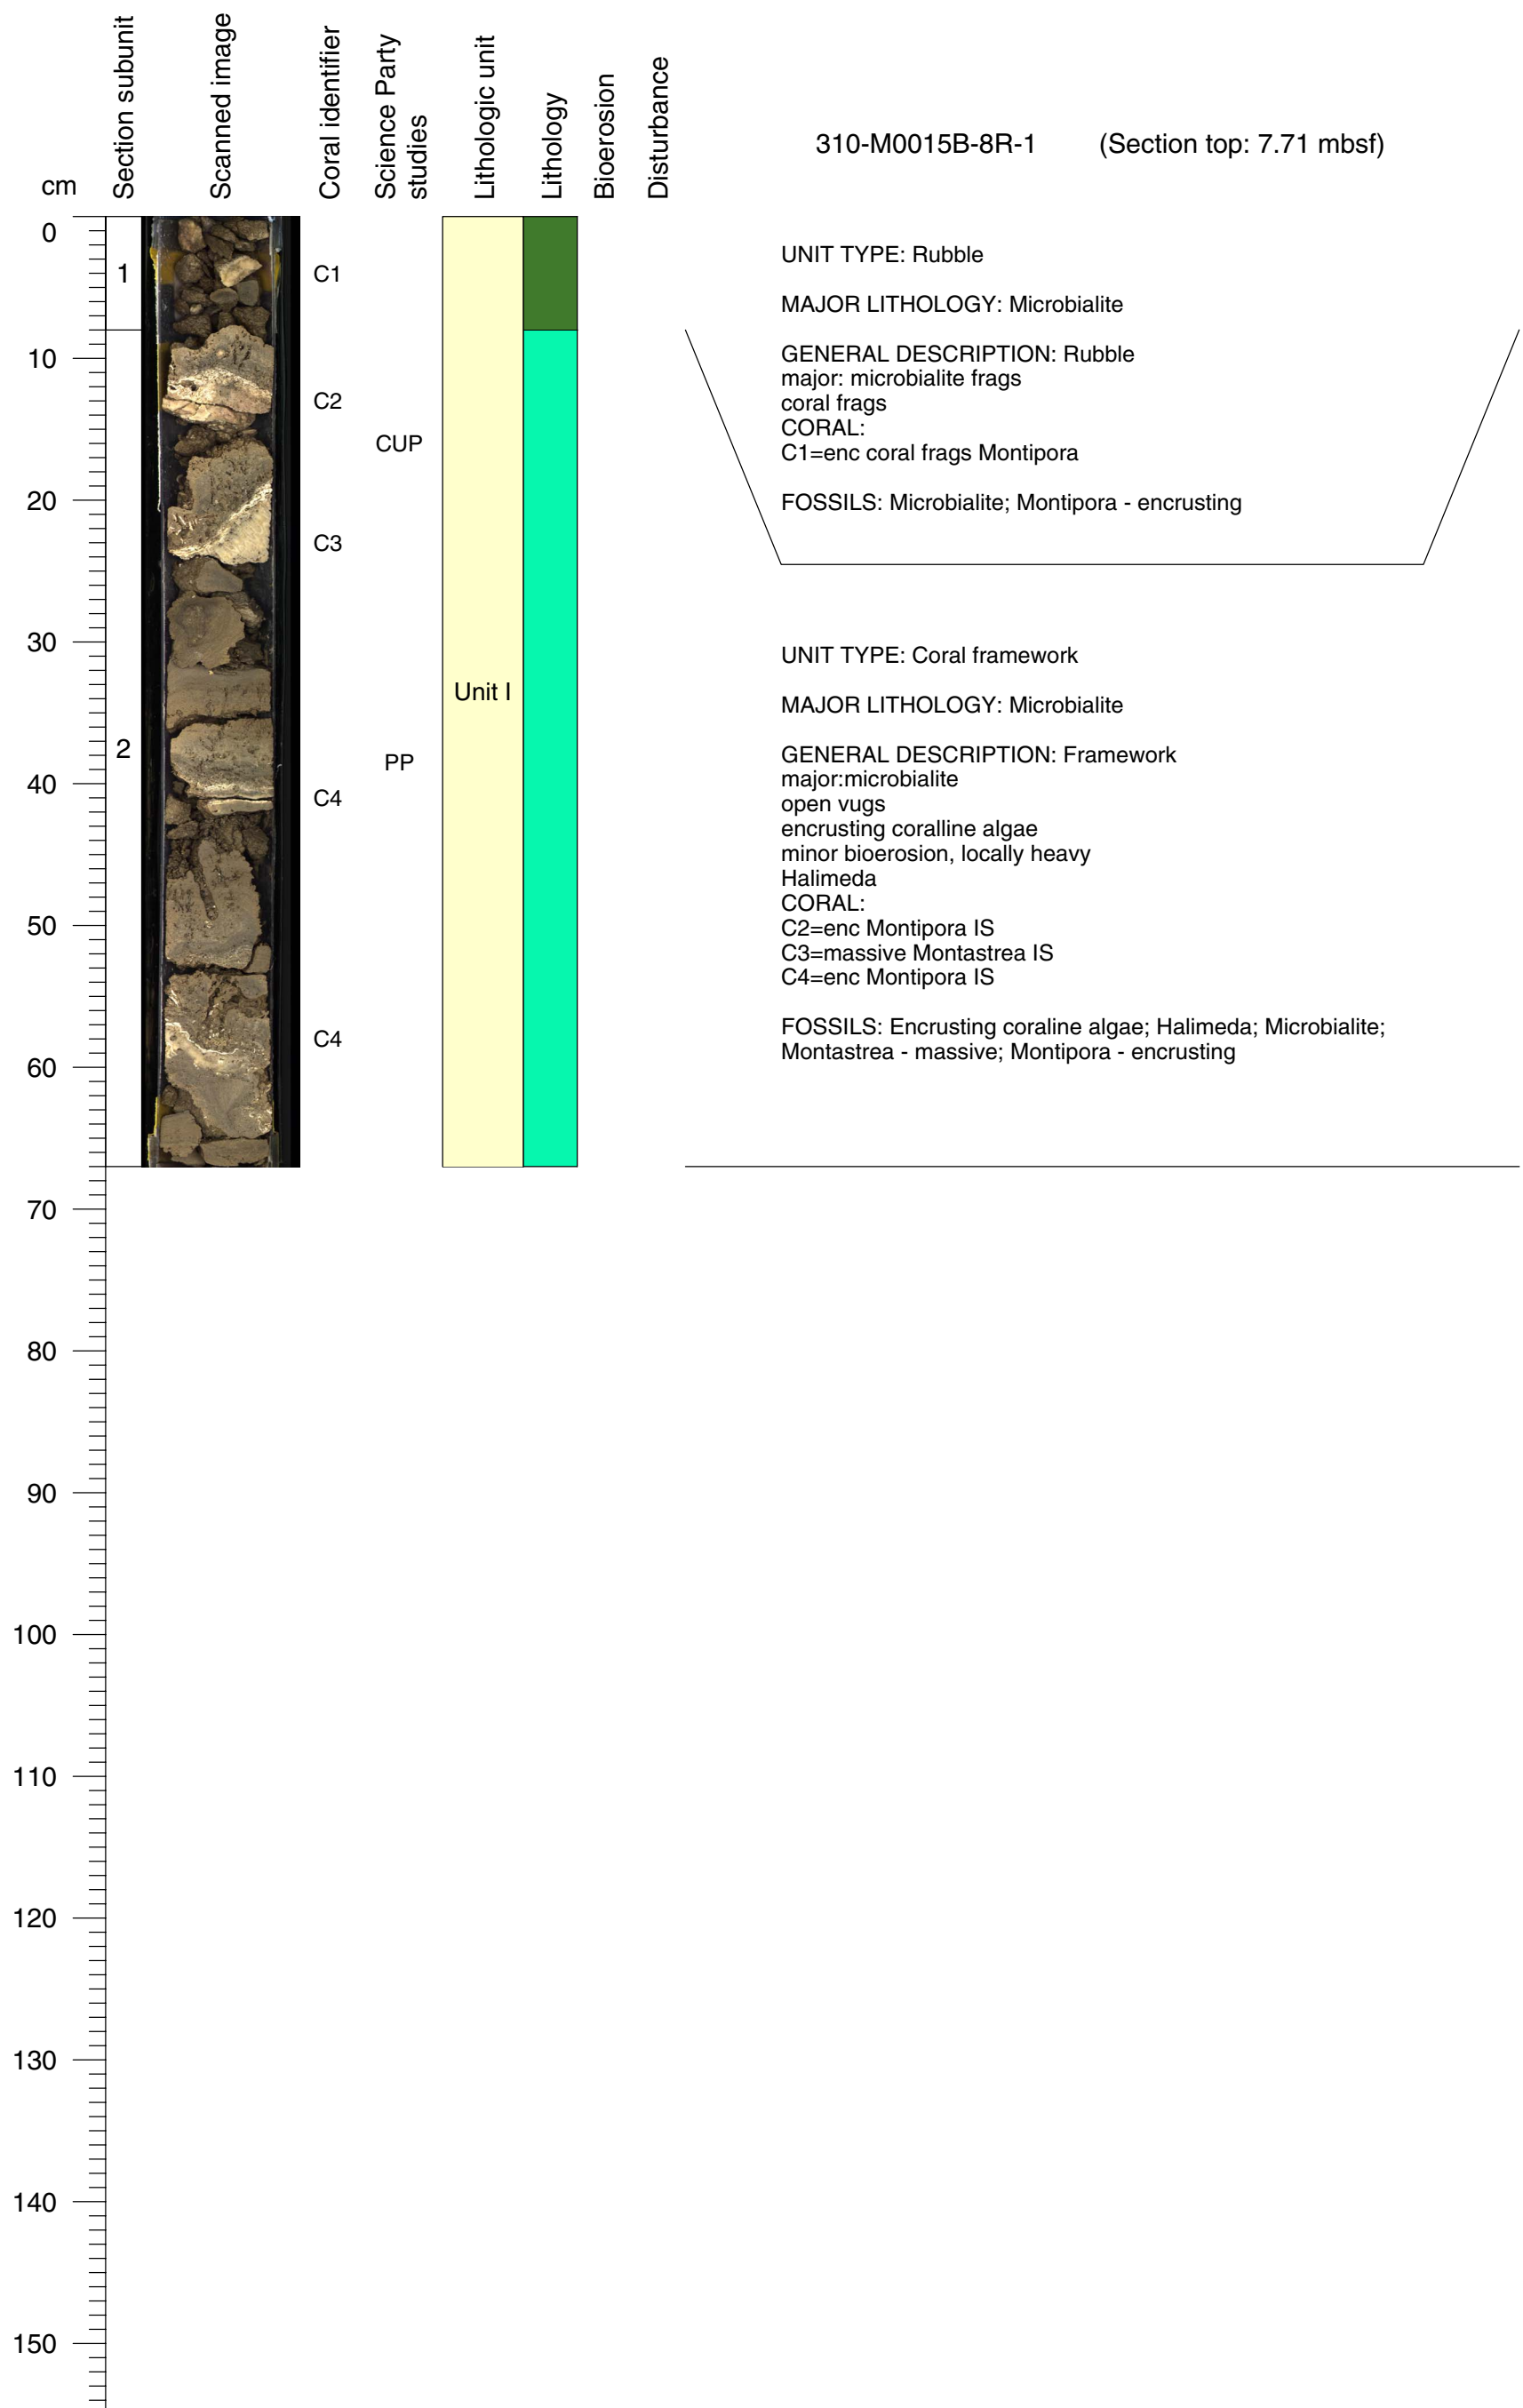 cm
Section subunit
Scanned image
Coral identifier
Science Party
studies
Lithologic unit
Lithology
Bioerosion
Disturbance
310-M0015B-8R-1 (Section top: 7.71 mbsf)
0
10
20
30
40
50
60
70
80
90
100
110
120
130
140
150
1
2
C1
C2
C3
C4
C4
CUP
PP
Unit I
UNIT TYPE: Rubble
MAJOR LITHOLOGY: Microbialite
GENERAL DESCRIPTION: Rubble
major: microbialite frags
coral frags
CORAL:
C1=enc coral frags Montipora
FOSSILS: Microbialite; Montipora - encrusting
UNIT TYPE: Coral framework
MAJOR LITHOLOGY: Microbialite
GENERAL DESCRIPTION: Framework
major:microbialite
open vugs
encrusting coralline algae
minor bioerosion, locally heavy
Halimeda
CORAL:
C2=enc Montipora IS
C3=massive Montastrea IS
C4=enc Montipora IS
FOSSILS: Encrusting coraline algae; Halimeda; Microbialite;
Montastrea - massive; Montipora - encrusting